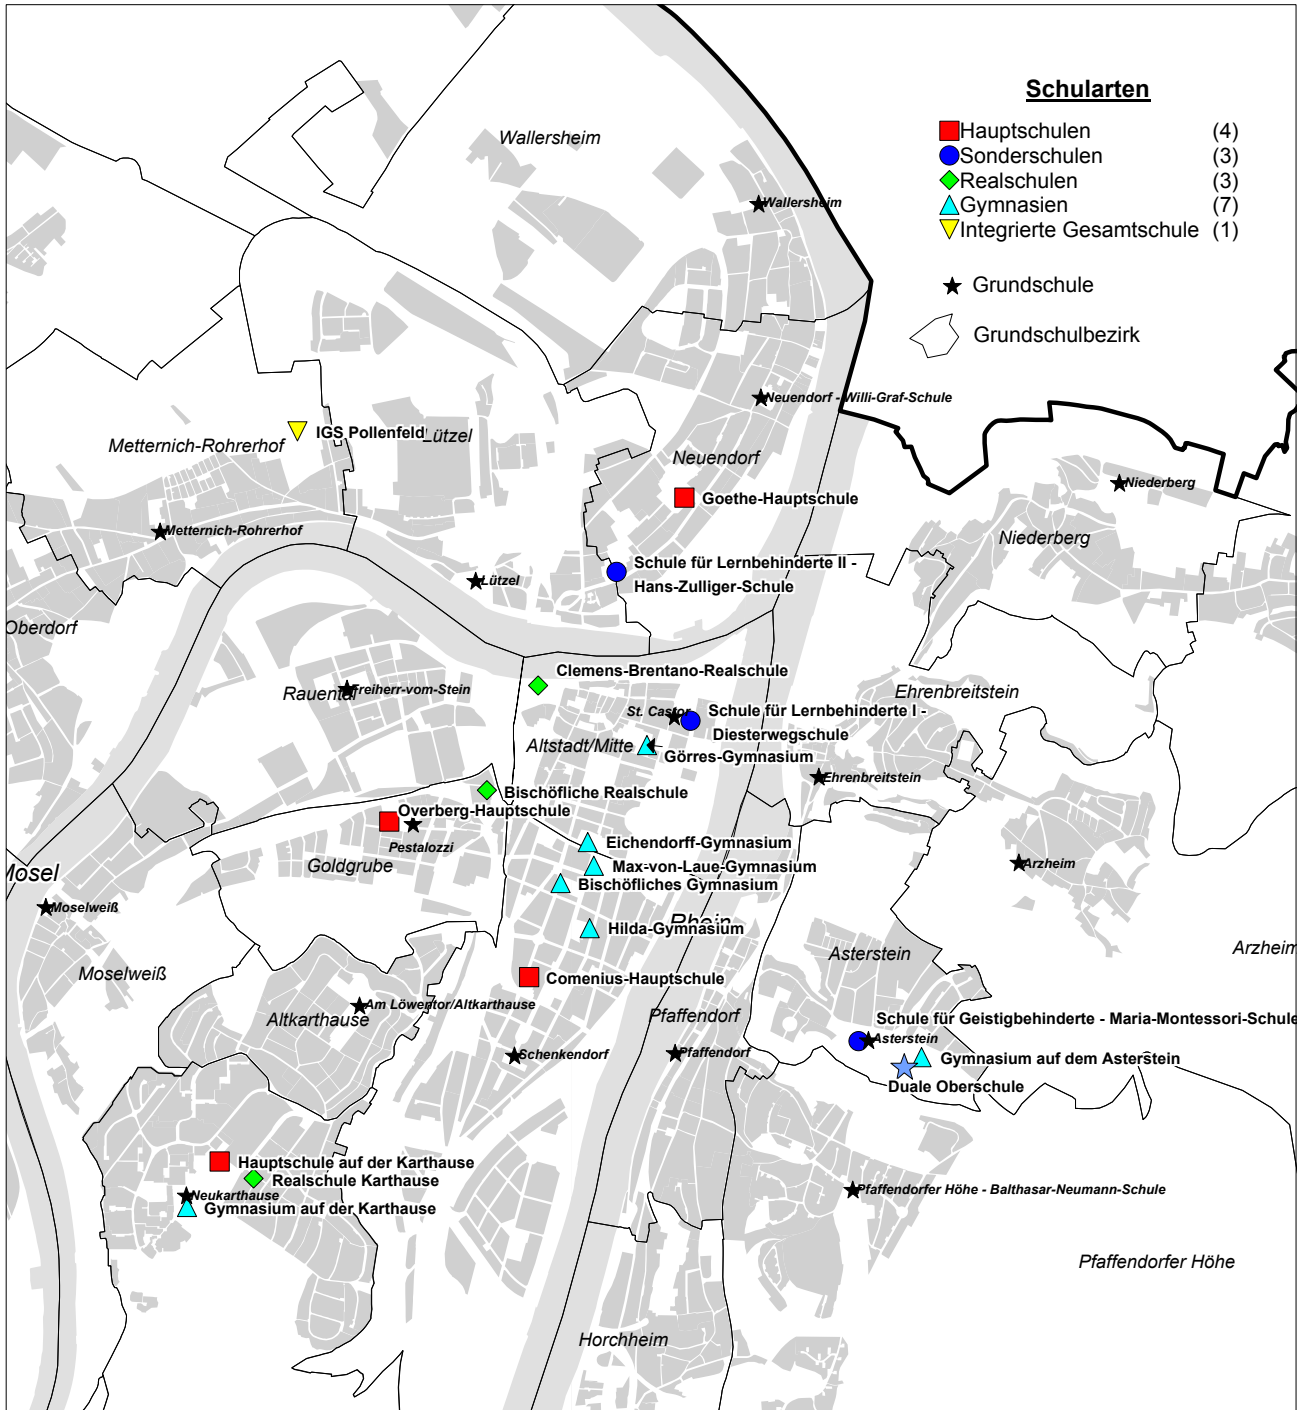 Schularten
Hauptschulen (4)
Sonderschulen (3)
Realschulen (3)
Gymnasien (7)
Integrierte Gesamtschule (1)
Grundschule
Grundschulbezirk
Wallersheim
Wallersheim
Neuendorf - Willi-Graf-Schule
IGS Pollenfeld
Lützel
Metternich-Rohrerhof
Neuendorf
Niederberg
Goethe-Hauptschule
Metternich-Rohrerhof
Niederberg
Schule für Lernbehinderte II -
Hans-Zulliger-Schule
Lützel
Oberdorf
Clemens-Brentano-Realschule
Rauental
Freiherr-vom-Stein
Ehrenbreitstein
St. Castor
Schule für Lernbehinderte I -
Diesterwegschule
Altstadt/Mitte
Görres-Gymnasium
Ehrenbreitstein
Bischöfliche Realschule
Overberg-Hauptschule
Pestalozzi
Eichendorff-Gymnasium
Goldgrube
Max-von-Laue-Gymnasium
Arzheim
Mosel
Bischöfliches Gymnasium
Moselweiß
Rhein
Hilda-Gymnasium
Asterstein
Arzheim
Moselweiß
Comenius-Hauptschule
Am Löwentor/Altkarthause
Altkarthause
Pfaffendorf
Schule für Geistigbehinderte - Maria-Montessori-Schule
Asterstein
Schenkendorf
Pfaffendorf
Gymnasium auf dem Asterstein
Duale Oberschule
Hauptschule auf der Karthause
Realschule Karthause
Neukarthause
Gymnasium auf der Karthause
Pfaffendorfer Höhe - Balthasar-Neumann-Schule
Pfaffendorfer Höhe
Horchheim